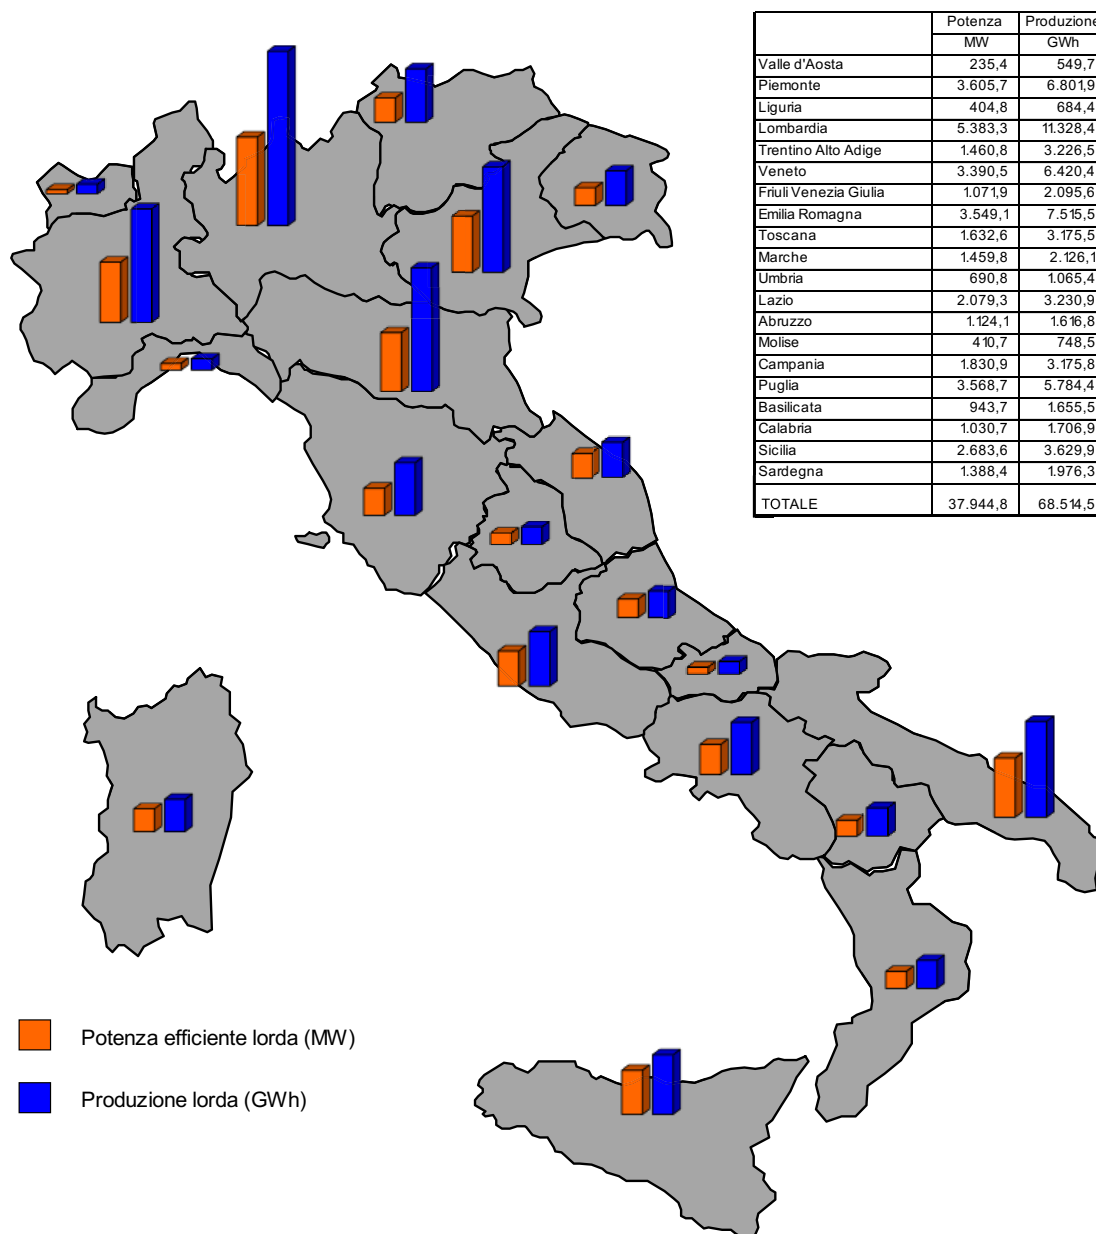 Potenza Produzione
MW GWh
Valle d'Aosta 235,4 549,7
Piemonte 3.605,7 6.801,9
Liguria 404,8 684,4
Lombardia 5.383,3 11.328,4
Trentino Alto Adige 1.460,8 3.226,5
Veneto 3.390,5 6.420,4
Friuli Venezia Giulia 1.071,9 2.095,6
Emilia Romagna 3.549,1 7.515,5
Toscana 1.632,6 3.175,5
Marche 1.459,8 2.126,1
Umbria 690,8 1.065,4
Lazio 2.079,3 3.230,9
Abruzzo 1.124,1 1.616,8
Molise 410,7 748,5
Campania 1.830,9 3.175,8
Puglia 3.568,7 5.784,4
Basilicata 943,7 1.655,5
Calabria 1.030,7 1.706,9
Sicilia 2.683,6 3.629,9
Sardegna 1.388,4 1.976,3
TOTALE 37.944,8 68.514,5
Potenza efficiente lorda (MW)
Produzione lorda (GWh)